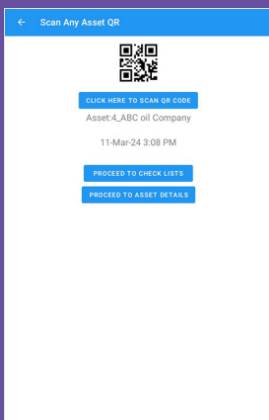 Scan Any Asset QR
CLICK HERE TO SCAN QR CODE
Asset:4_ABC oil Company
11-Mar-24 3:08 PM
PROCEED TO CHECK LISTS
PROCEED TO ASSET DETAILS